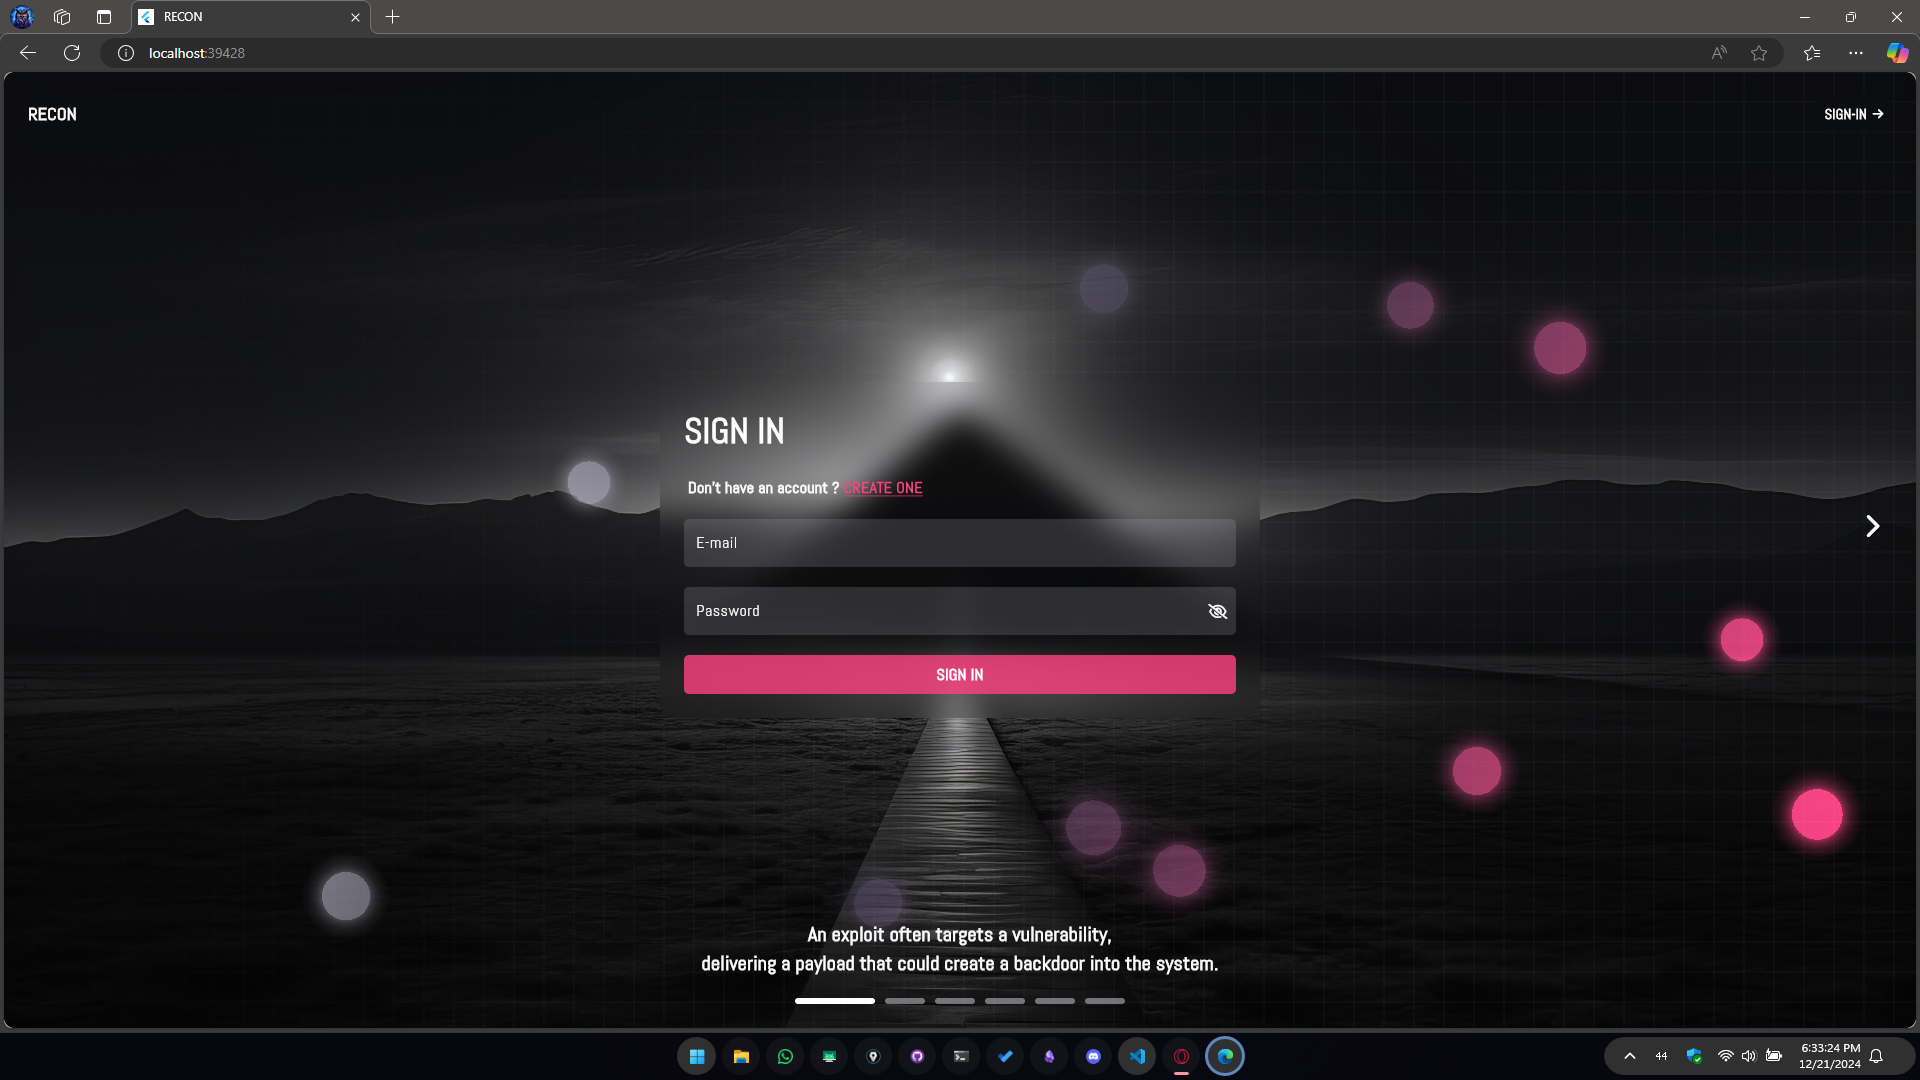 RECON
localhost:39428
RECON
SIGN-IN
SIGN IN
Don't have an account ? CREATE ONE
E-mail
Password
SIGN IN
An exploit often targets a vulnerability,
delivering a payload that could create a backdoor into the system.
44
6:33:24 PM
12/21/2024